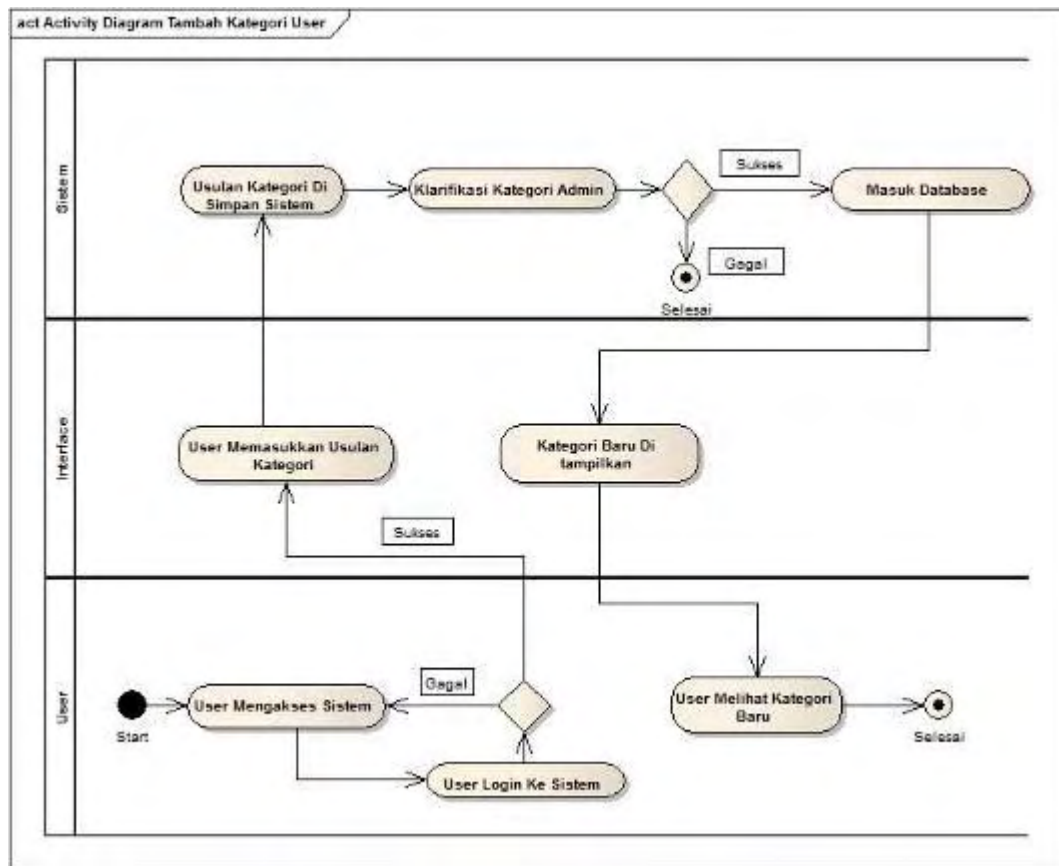 act Activity Diagram Tambah Kategori User
Sistem
Usulan Kategori Di
Simpan Sistem
Klarifikasi Kategori Admin
Sukses
Masuk Database
Gagal
Selesai
Interface
User Memasukkan Usulan
Kategori
Kategori Baru Di
tampilkan
Sukses
User
Start
User Mengakses Sistem
Gagal
User Login Ke Sistem
User Melihat Kategori
Baru
Selesai